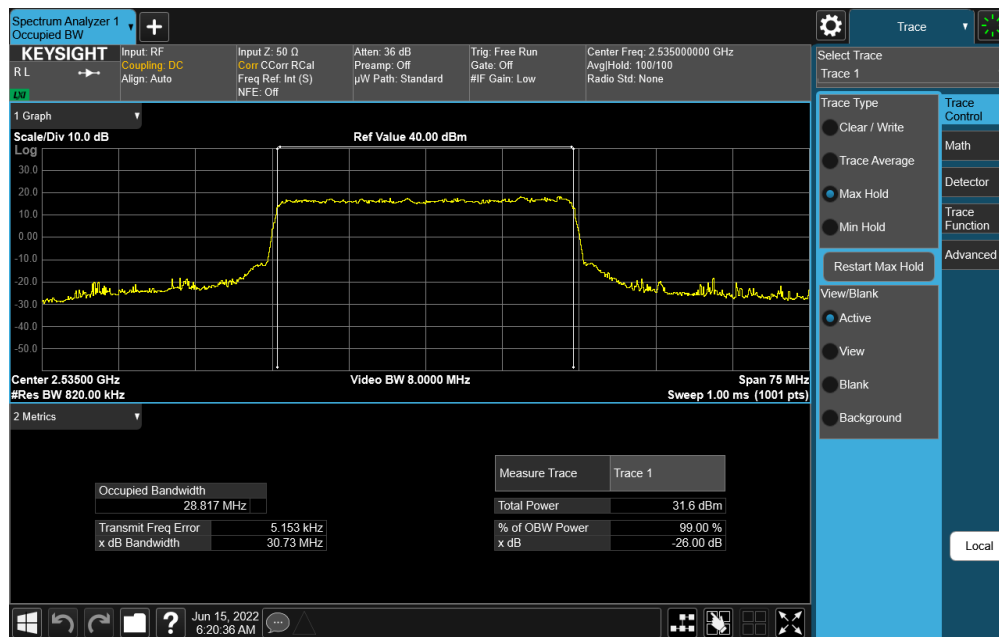 Spectrum Analyzer 1
Occupied BW
Trace
KEYSIGHT
R L
LXI
Input: RF
Coupling: DC
Align: Auto
Input Z: 50 Ω
Corr CCorr RCal
Freq Ref: Int (S)
NFE: Off
Atten: 36 dB
Preamp: Off
µW Path: Standard
Trig: Free Run
Gate: Off
#IF Gain: Low
Center Freq: 2.535000000 GHz
Avg|Hold: 100/100
Radio Std: None
Select Trace
Trace 1
1 Graph
Scale/Div 10.0 dB
Ref Value 40.00 dBm
Log
30.0
20.0
10.0
0.00
-10.0
-20.0
-30.0
-40.0
-50.0
Center 2.53500 GHz
Video BW 8.0000 MHz
Span 75 MHz
#Res BW 820.00 kHz
Sweep 1.00 ms (1001 pts)
2 Metrics
Occupied Bandwidth
28.817 MHz
Transmit Freq Error 5.153 kHz
x dB Bandwidth 30.73 MHz
Measure Trace Trace 1
Total Power 31.6 dBm
% of OBW Power 99.00 %
x dB -26.00 dB
Trace Type
Clear / Write
Trace Average
Max Hold
Min Hold
Restart Max Hold
View/Blank
Active
View
Blank
Background
Trace
Control
Math
Detector
Trace
Function
Advanced
Local
?
Jun 15, 2022
6:20:36 AM